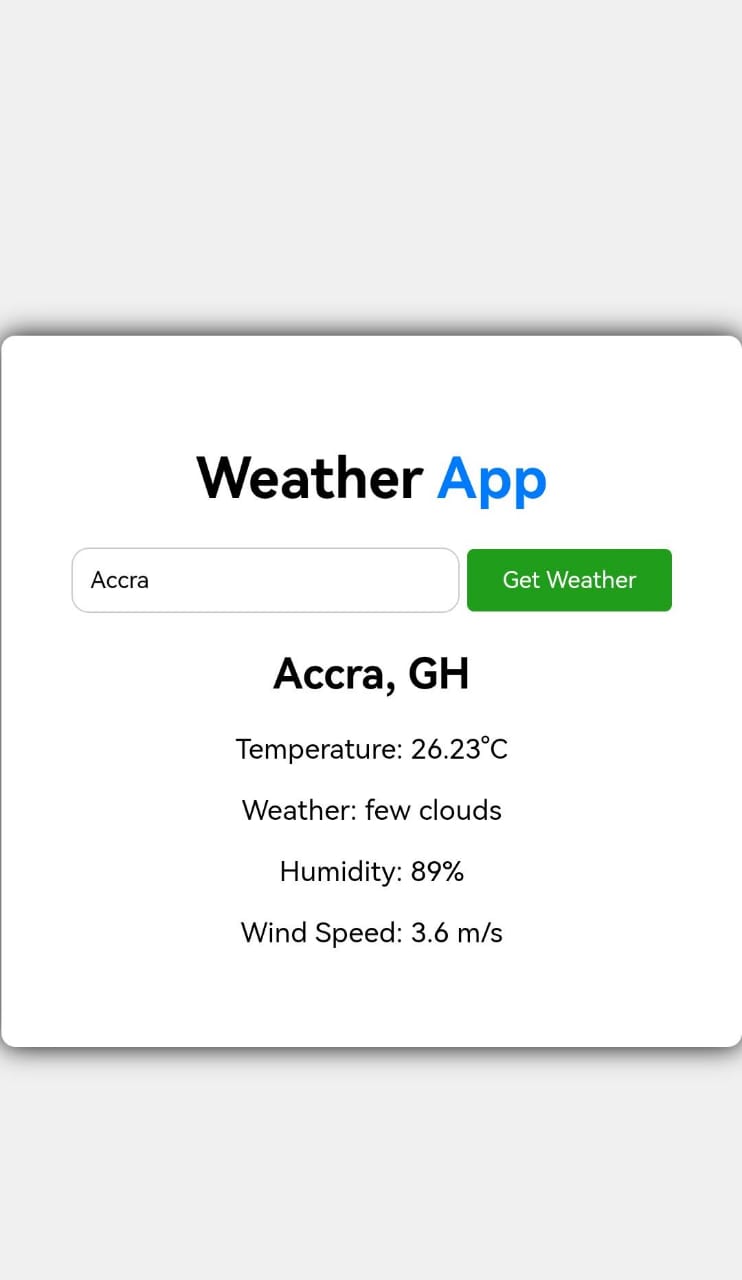 Weather App
Accra Get Weather
Accra, GH
Temperature: 26.23°C
Weather: few clouds
Humidity: 89%
Wind Speed: 3.6 m/s